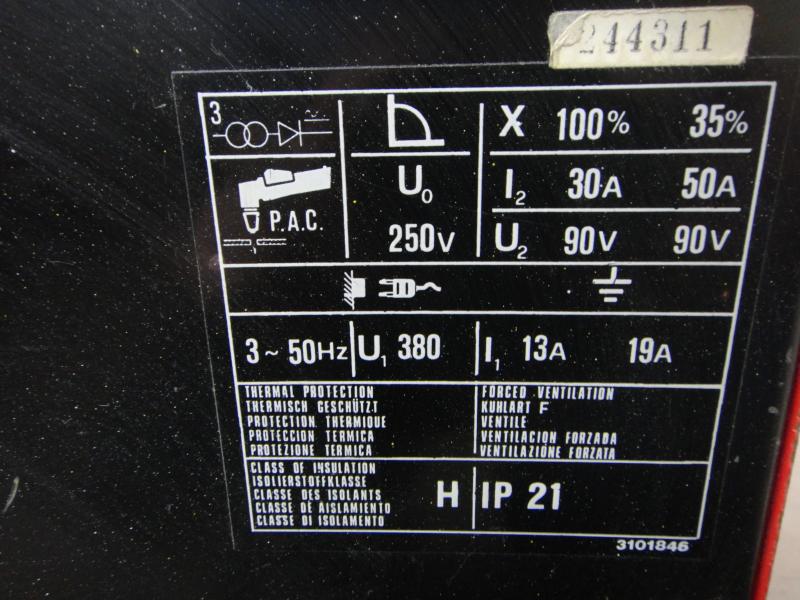 244311
3
X 100% 35%
P.A.C.
U0
250V
I2 30A 50A
U2 90V 90V
3 ~ 50Hz U1 380 I1 13A 19A
THERMAL PROTECTION
THERMISCH GESCHÜTZT
PROTECTION THERMIQUE
PROTECCION TERMICA
PROTEZIONE TERMICA
FORCED VENTILATION
KUHLART F
VENTILE
VENTILACION FORZADA
VENTILAZIONE FORZATA
CLASS OF INSULATION
ISOLIERSTOFFKLASSE
CLASSE DES ISOLANTS
CLASSE DE AISLAMIENTO
CLASSE DI ISOLAMENTO
H
IP 21
3101846